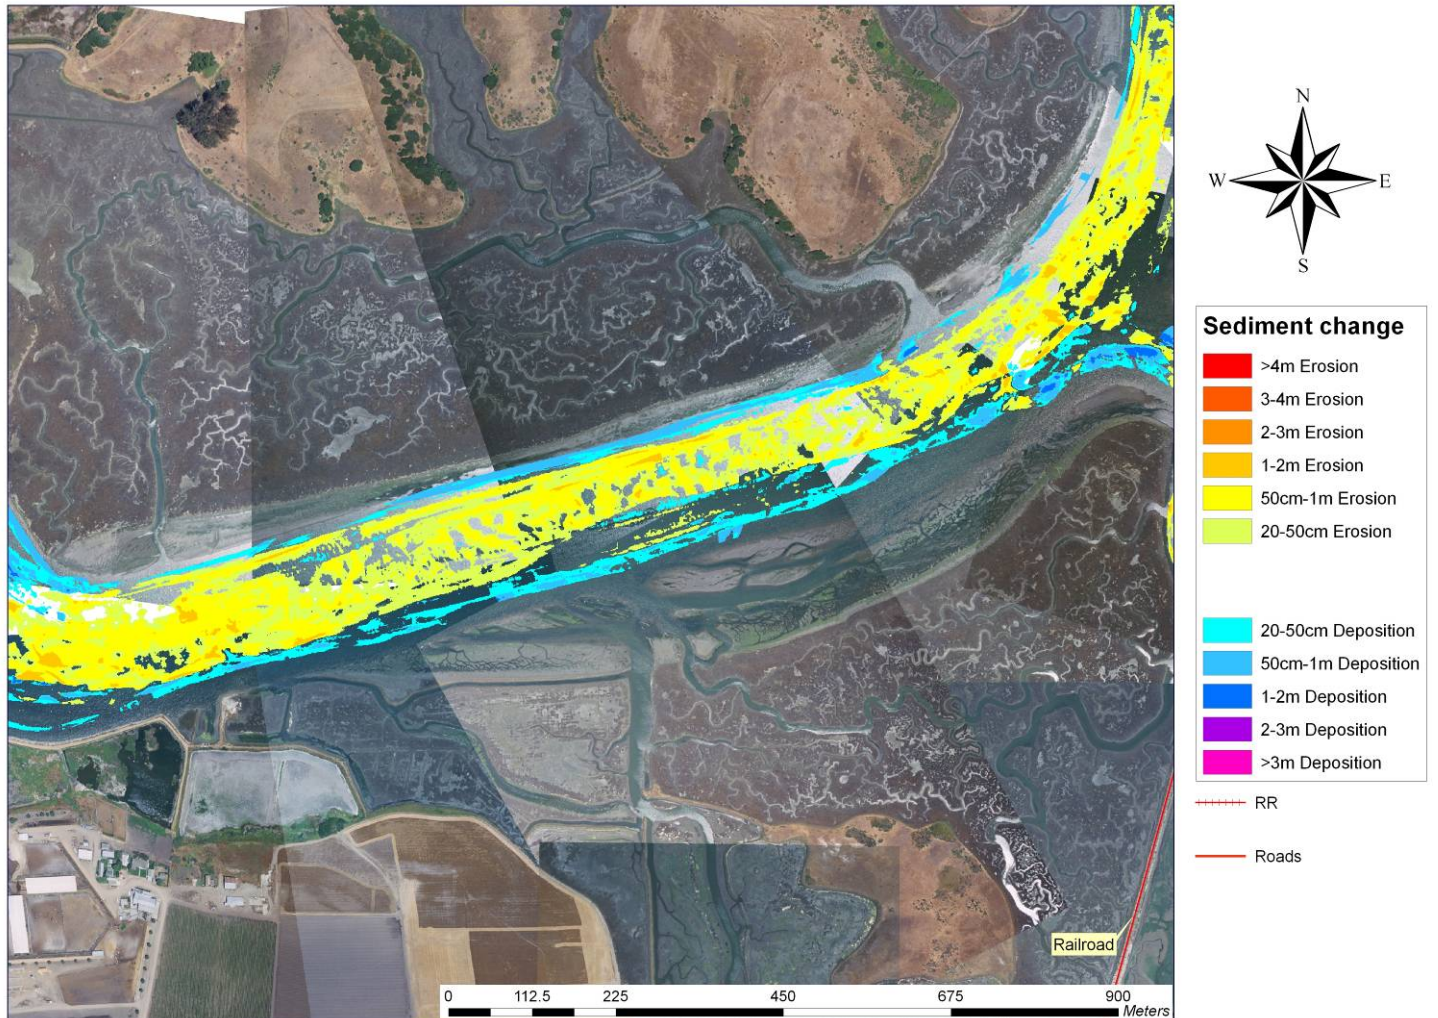 N
W E
S
Sediment change
>4m Erosion
3-4m Erosion
2-3m Erosion
1-2m Erosion
50cm-1m Erosion
20-50cm Erosion
20-50cm Deposition
50cm-1m Deposition
1-2m Deposition
2-3m Deposition
>3m Deposition
RR
Roads
Railroad
0 112.5 225 450 675 900
Meters